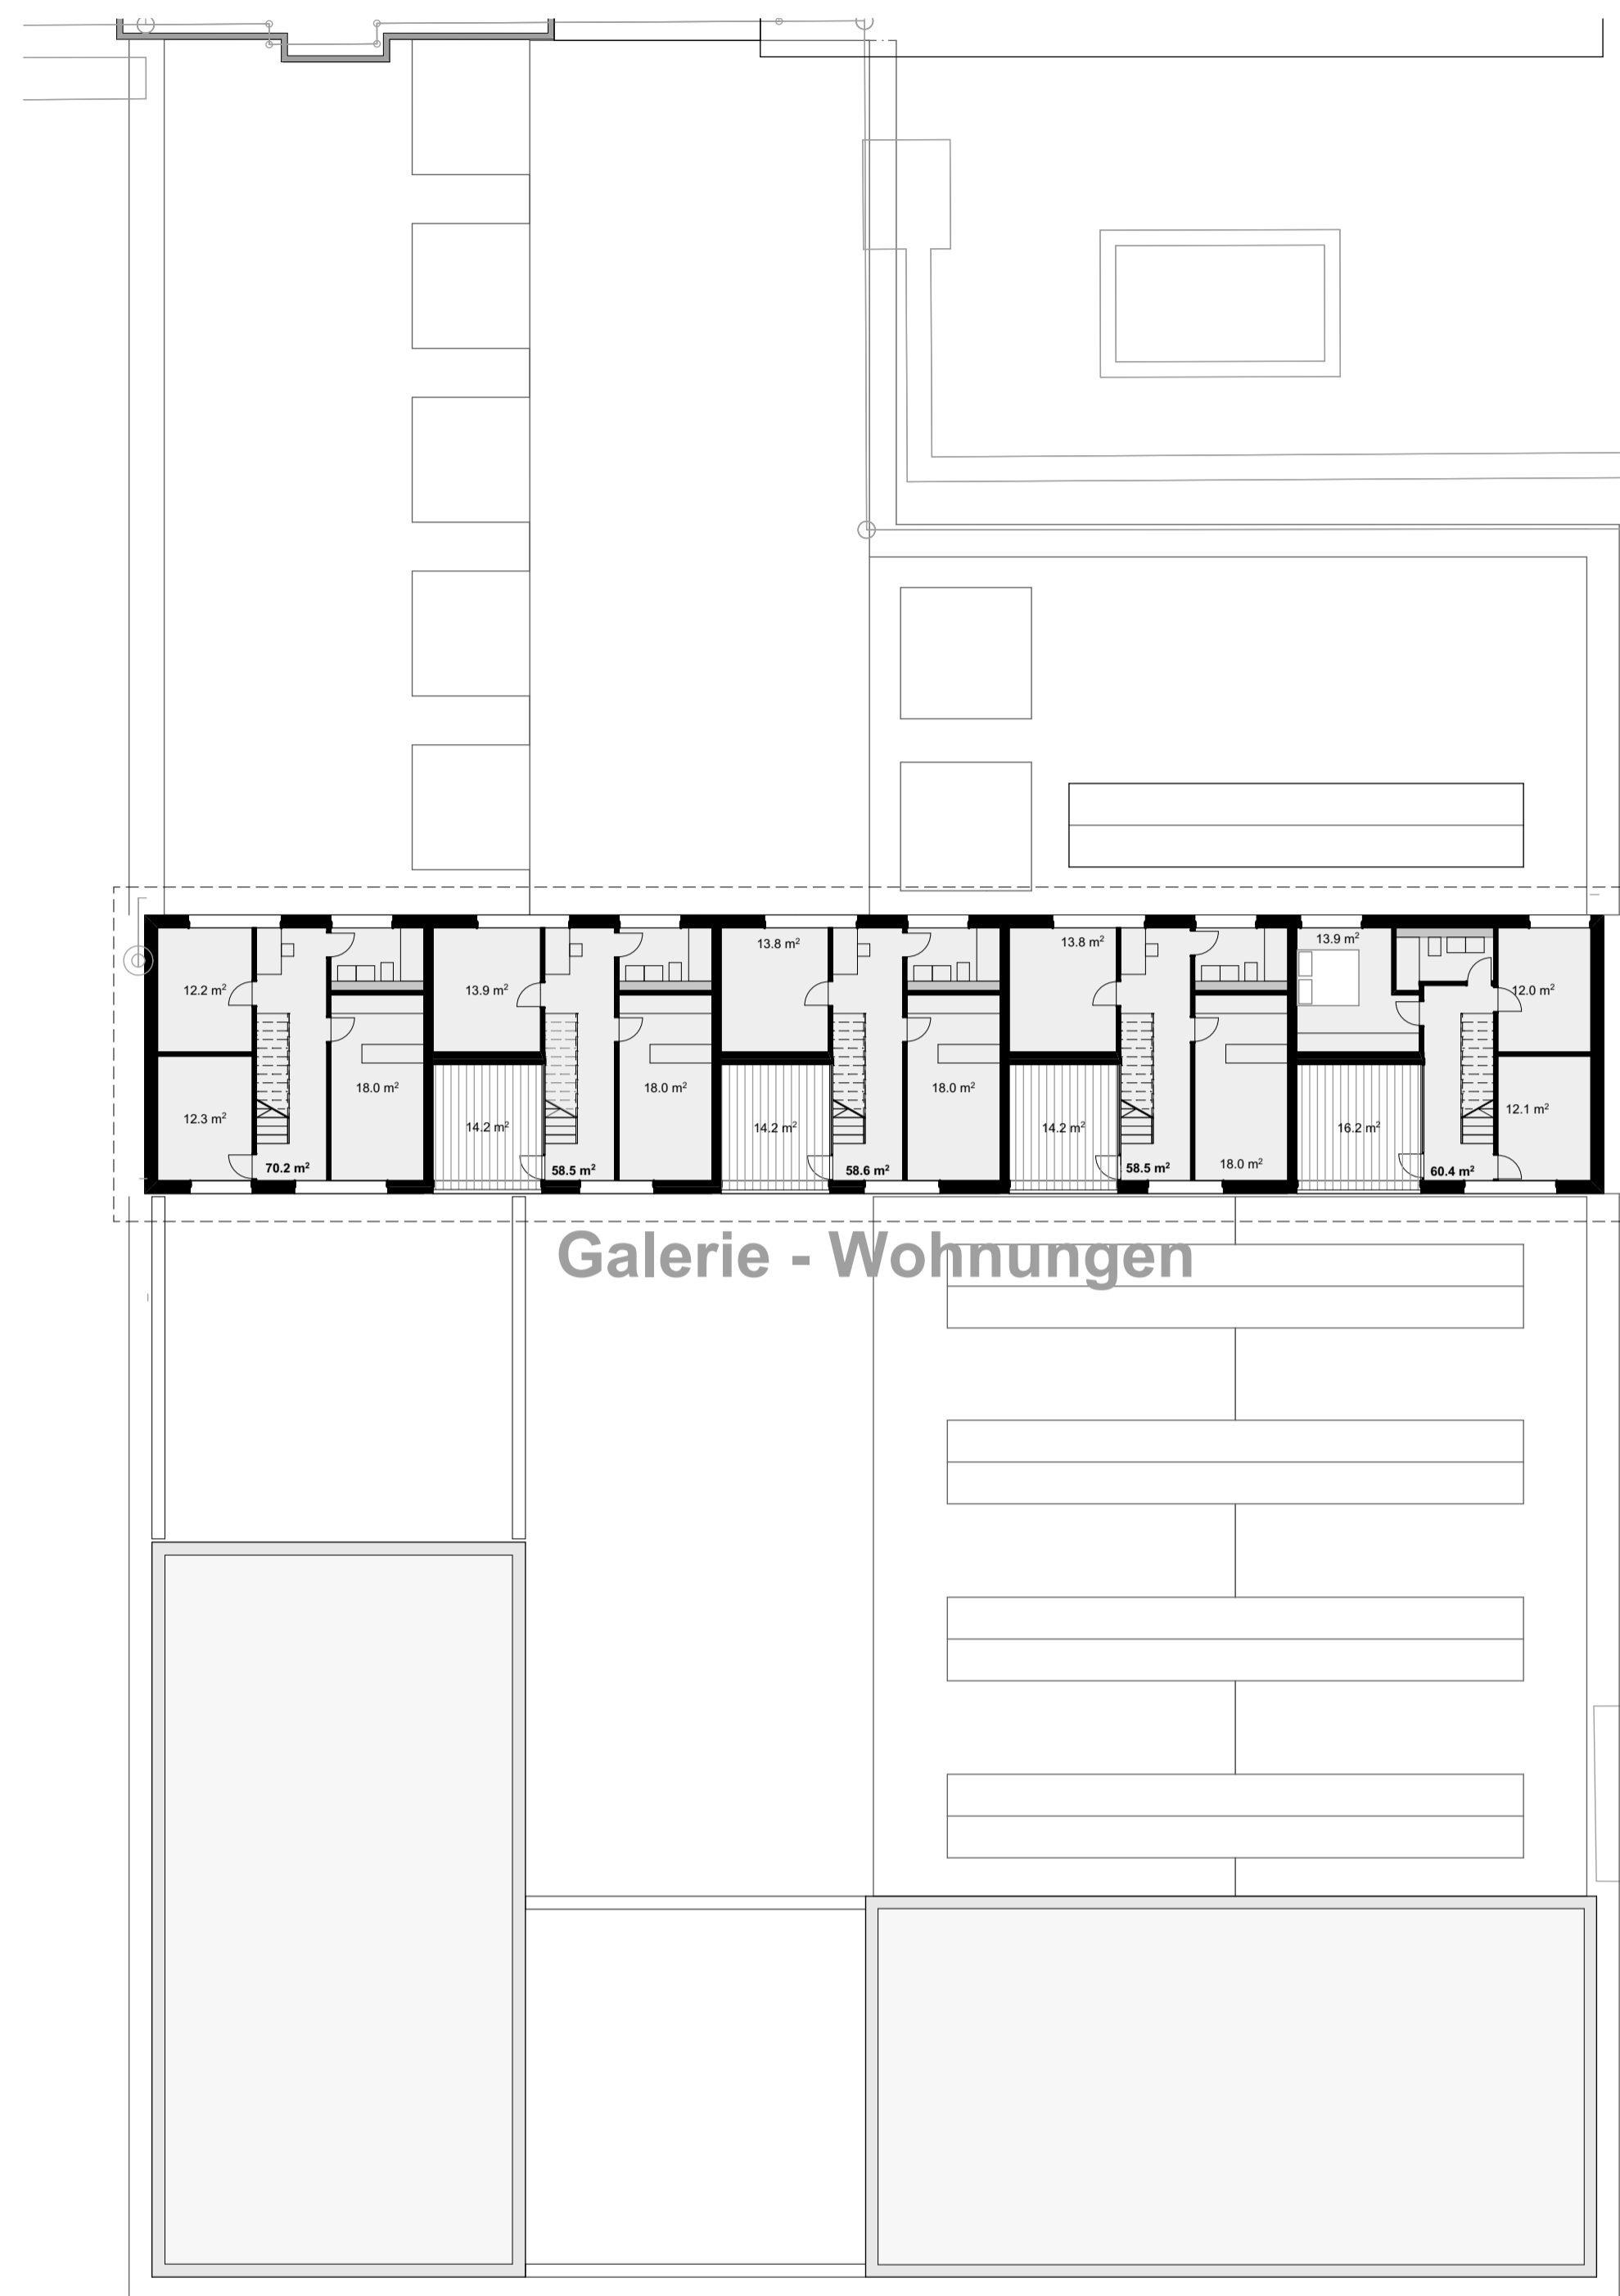 13.9 m²
13.8 m²
13.8 m²
12.2 m²
13.9 m²
12.0 m²
18.0 m²
18.0 m²
18.0 m²
12.3 m²
14.2 m²
14.2 m²
14.2 m²
16.2 m²
12.1 m²
18.0 m²
70.2 m²
58.5 m²
58.6 m²
58.5 m²
60.4 m²
Galerie - Wohnungen